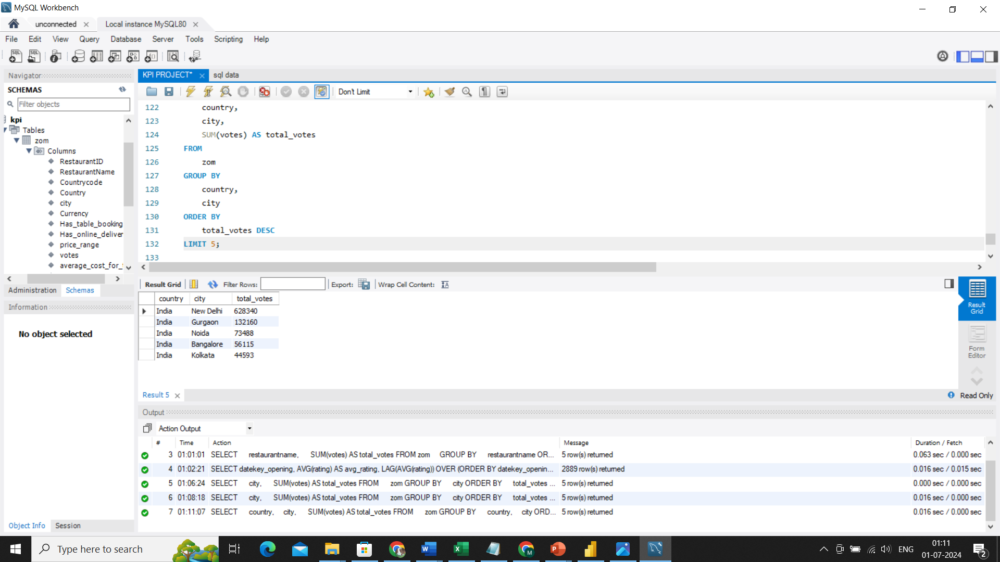 MySQL Workbench
unconnected
Local instance MySQL80
File Edit View Query Database Server Tools Scripting Help
Navigator
SCHEMAS
Filter objects
kpi
Tables
zom
Columns
RestaurantID
RestaurantName
Countrycode
Country
city
Currency
Has_table_booking
Has_online_deliver
price_range
votes
average_cost_for_
Administration Schemas
Information
No object selected
Object Info Session
KPI PROJECT* sql data
Don't Limit
122 country,
123 city,
124 SUM(votes) AS total_votes
125 FROM
126 zom
127 GROUP BY
128 country,
129 city
130 ORDER BY
131 total_votes DESC
132 LIMIT 5;
133
Result Grid Filter Rows: Export: Wrap Cell Content:
country city total_votes
India New Delhi 628340
India Gurgaon 132160
India Noida 73488
India Bangalore 56115
India Kolkata 44593
Result Grid
Form Editor
Result 5
Read Only
Output
Action Output
# Time Action Message Duration / Fetch
3 01:01:01 SELECT restaurantname, SUM(votes) AS total_votes FROM zom GROUP BY restaurantname OR... 5 row(s) returned 0.063 sec / 0.000 sec
4 01:02:21 SELECT datekey_opening, AVG(rating) AS avg_rating, LAG(AVG(rating)) OVER (ORDER BY datekey_openin... 2889 row(s) returned 0.016 sec / 0.015 sec
5 01:06:24 SELECT city, SUM(votes) AS total_votes FROM zom GROUP BY city ORDER BY total_votes ... 5 row(s) returned 0.000 sec / 0.000 sec
6 01:08:18 SELECT city, SUM(votes) AS total_votes FROM zom GROUP BY city ORDER BY total_votes ... 5 row(s) returned 0.016 sec / 0.000 sec
7 01:11:07 SELECT country, city, SUM(votes) AS total_votes FROM zom GROUP BY country, city ORD... 5 row(s) returned 0.016 sec / 0.000 sec
Type here to search
ENG
01:11
01-07-2024
2